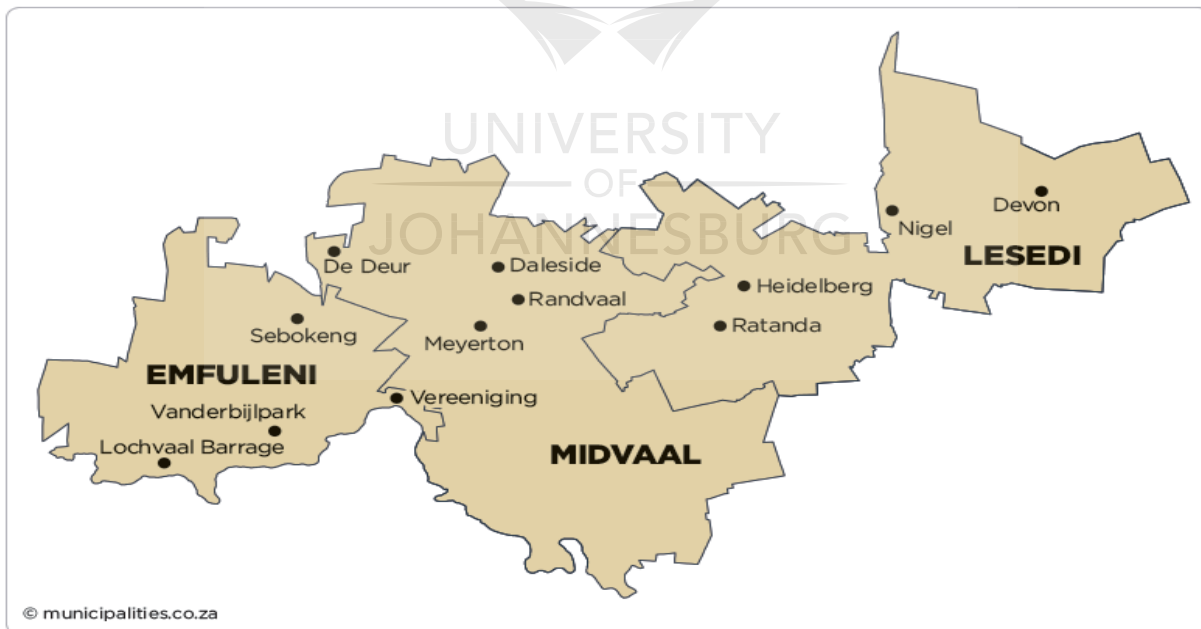 UNIVERSITY
OF
JOHANNESBURG
Devon
Nigel
LESEDI
De Deur
Daleside
Heidelberg
Randvaal
Sebokeng
Meyerton
Ratanda
EMFULENI
Vereeniging
Vanderbijlpark
Lochvaal Barrage
MIDVAAL
© municipalities.co.za